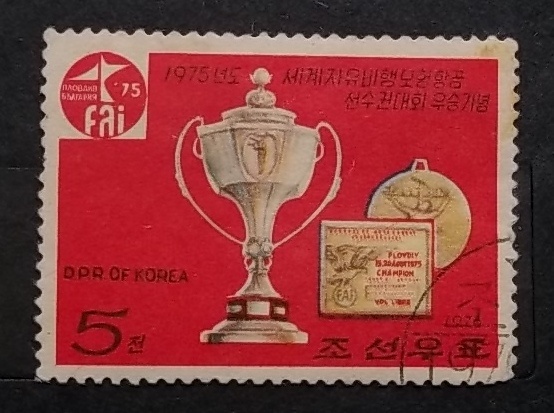 ПЛОВДИВ
БЪЛГАРИЯ
'75
FAI
1975년도 세계자유비행모형항공
선수권대회 우승기념
PLOVDIV
CHAMPION
FAI
VOL LIBRE
D.P.R. OF KOREA
5전
1976
조선우표